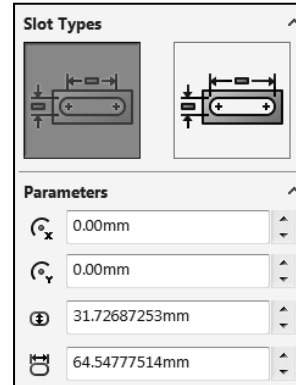 Slot Types
Parameters
X 0.00mm
Y 0.00mm
31.72687253mm
64.54777514mm